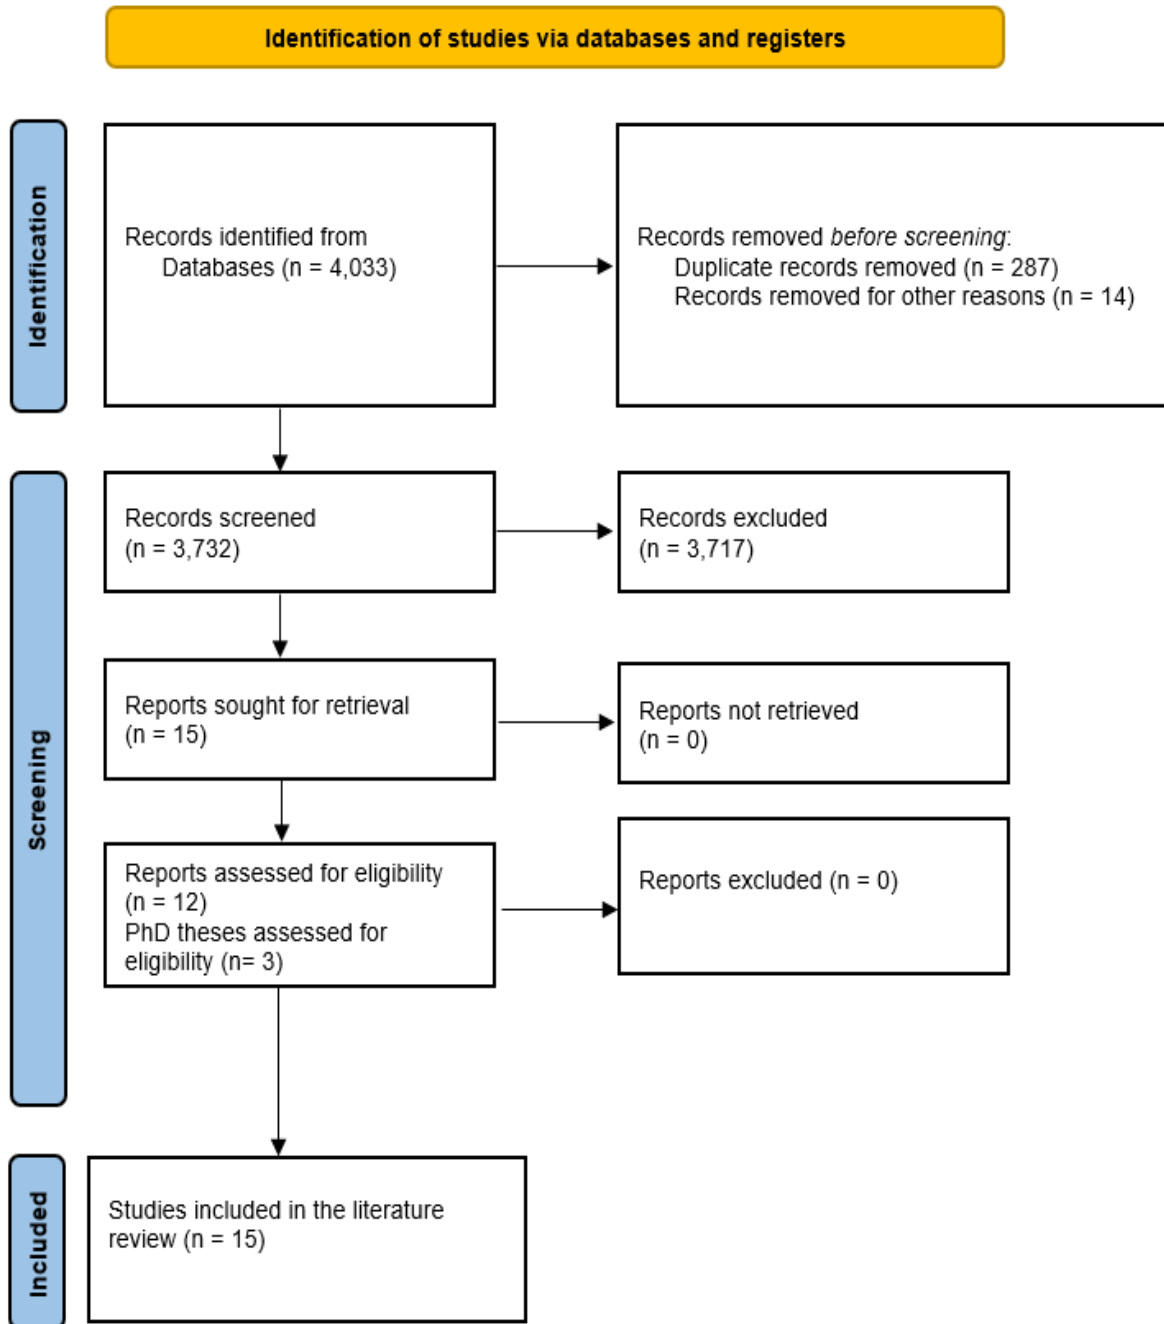 Identification of studies via databases and registers
Identification
Records identified from
Databases (n = 4,033)
Records removed before screening:
Duplicate records removed (n = 287)
Records removed for other reasons (n = 14)
Screening
Records screened
(n = 3,732)
Records excluded
(n = 3,717)
Reports sought for retrieval
(n = 15)
Reports not retrieved
(n = 0)
Reports assessed for eligibility
(n = 12)
PhD theses assessed for
eligibility (n= 3)
Reports excluded (n = 0)
Included
Studies included in the literature
review (n = 15)